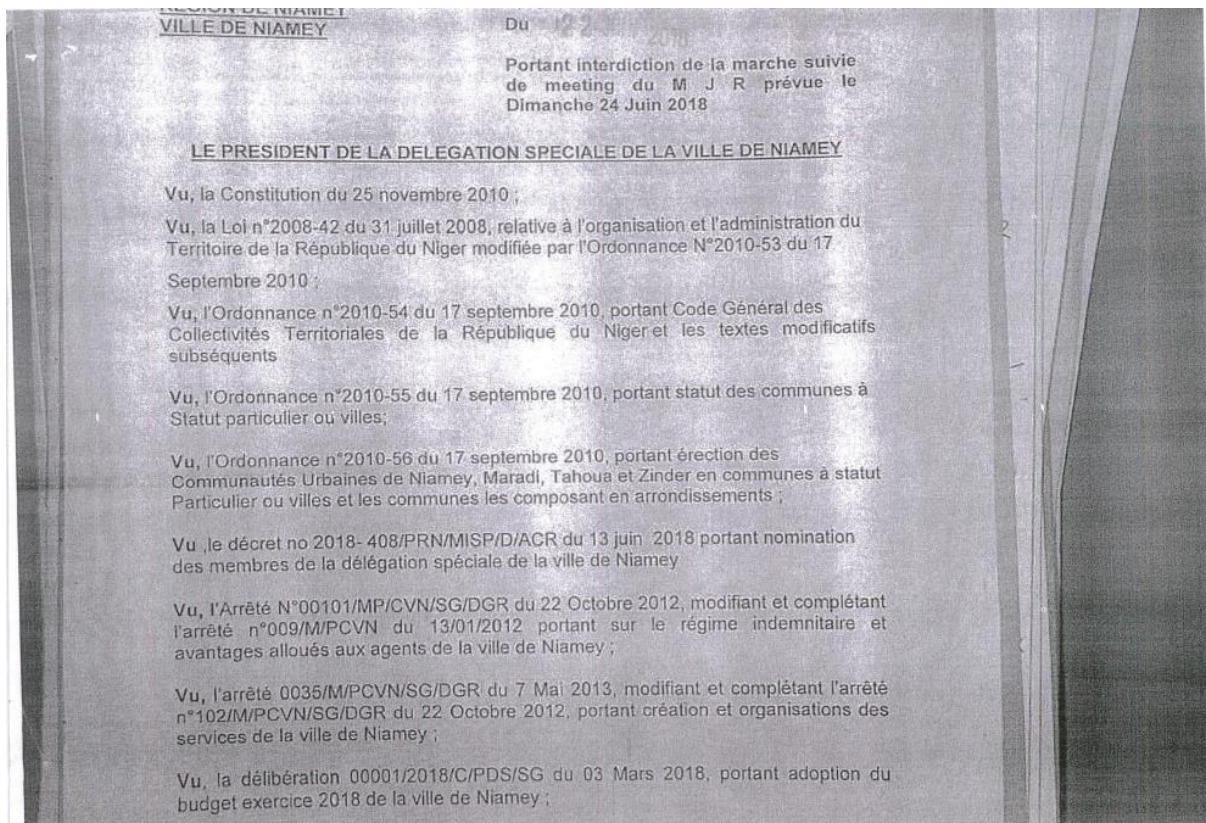 REGION DE NIAMEY
VILLE DE NIAMEY
Du 22 2018
Portant interdiction de la marche suivie
de meeting du M J R prévue le
Dimanche 24 Juin 2018
LE PRESIDENT DE LA DELEGATION SPECIALE DE LA VILLE DE NIAMEY
Vu, la Constitution du 25 novembre 2010 ;
Vu, la Loi n°2008-42 du 31 juillet 2008, relative à l'organisation et l'administration du
Territoire de la République du Niger modifiée par l'Ordonnance N°2010-53 du 17
Septembre 2010 ;
Vu, l'Ordonnance n°2010-54 du 17 septembre 2010, portant Code Général des
Collectivités Territoriales de la République du Niger et les textes modificatifs
subséquents
Vu, l'Ordonnance n°2010-55 du 17 septembre 2010, portant statut des communes à
Statut particulier ou villes;
Vu, l'Ordonnance n°2010-56 du 17 septembre 2010, portant érection des
Communautés Urbaines de Niamey, Maradi, Tahoua et Zinder en communes à statut
Particulier ou villes et les communes les composant en arrondissements ;
Vu ,le décret no 2018- 408/PRN/MISP/D/ACR du 13 juin 2018 portant nomination
des membres de la délégation spéciale de la ville de Niamey
Vu, l'Arrêté N°00101/MP/CVN/SG/DGR du 22 Octobre 2012, modifiant et complétant
l'arrêté n°009/M/PCVN du 13/01/2012 portant sur le régime indemnitaire et
avantages alloués aux agents de la ville de Niamey ;
Vu, l'arrêté 0035/M/PCVN/SG/DGR du 7 Mai 2013, modifiant et complétant l'arrêté
n°102/M/PCVN/SG/DGR du 22 Octobre 2012, portant création et organisations des
services de la ville de Niamey ;
Vu, la délibération 00001/2018/C/PDS/SG du 03 Mars 2018, portant adoption du
budget exercice 2018 de la ville de Niamey ;